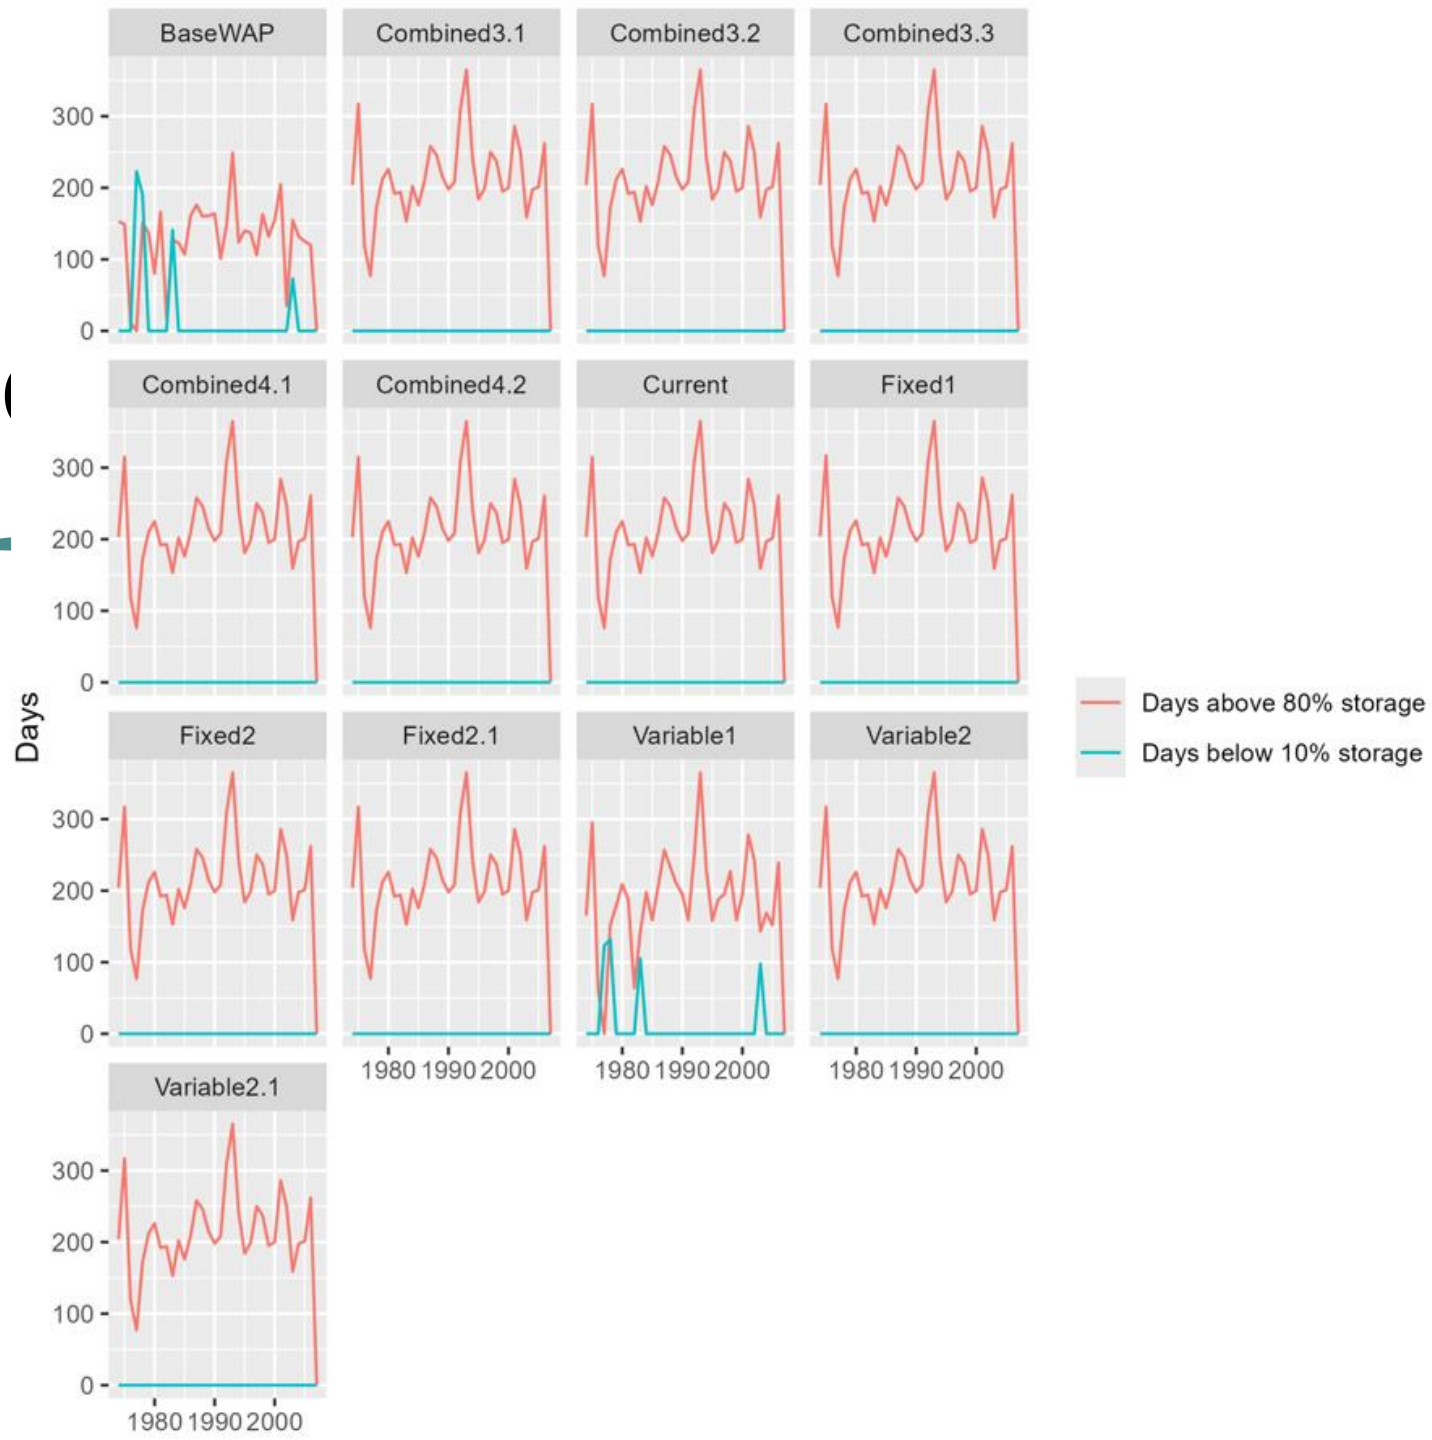 BaseWAP Combined3.1 Combined3.2 Combined3.3
300
200
100
0
Combined4.1 Combined4.2 Current Fixed1
300
200
100
0
Days
Days above 80% storage
Days below 10% storage
Fixed2 Fixed2.1 Variable1 Variable2
300
200
100
0
1980 1990 2000 1980 1990 2000 1980 1990 2000
Variable2.1
300
200
100
0
1980 1990 2000